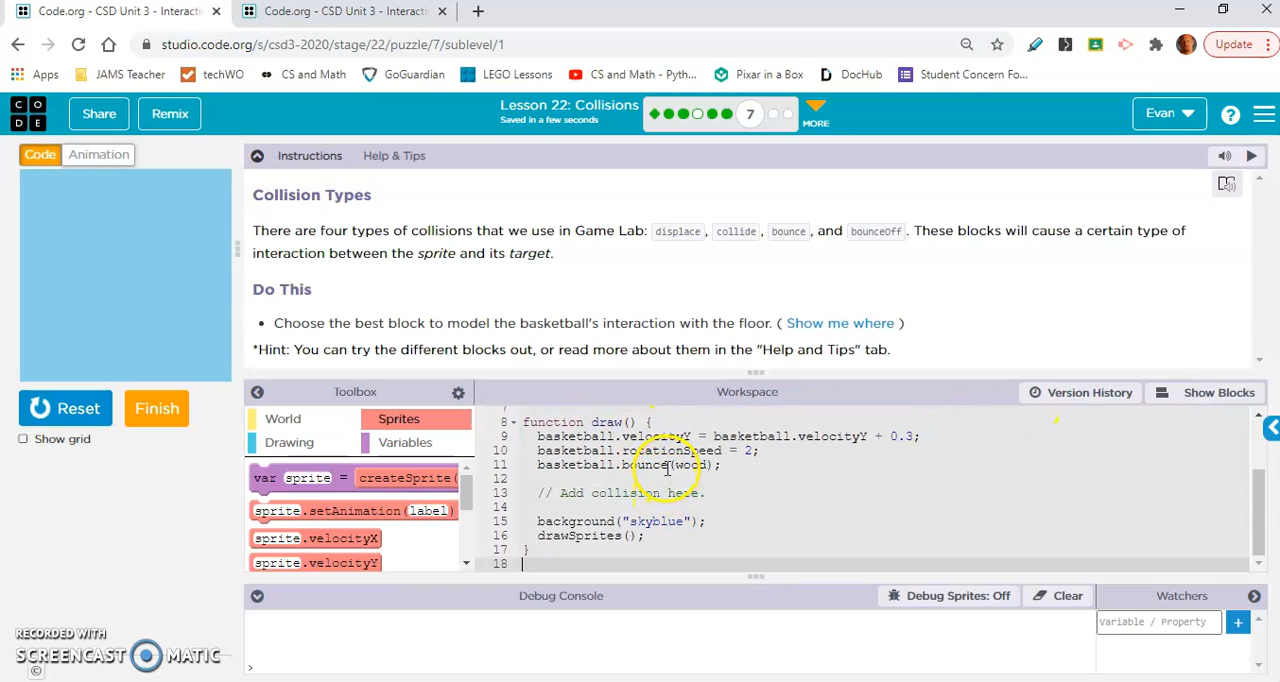 Code.org - CSD Unit 3 - Interactiv
Code.org - CSD Unit 3 - Interactiv
studio.code.org/s/csd3-2020/stage/22/puzzle/7/sublevel/1
Update
Apps JAMS Teacher techWO CS and Math GoGuardian LEGO Lessons CS and Math - Pyth... Pixar in a Box DocHub Student Concern Fo...
C O D E
Share
Remix
Lesson 22: Collisions
Saved in a few seconds
7
MORE
Evan
Code Animation
Instructions Help & Tips
Collision Types
There are four types of collisions that we use in Game Lab: displace, collide, bounce, and bounceOff. These blocks will cause a certain type of
interaction between the sprite and its target.
Do This
• Choose the best block to model the basketball's interaction with the floor. ( Show me where )
*Hint: You can try the different blocks out, or read more about them in the "Help and Tips" tab.
Reset
Finish
Show grid
Toolbox
Workspace
Version History
Show Blocks
World
Sprites
Drawing
Variables
var sprite = createSprite(
sprite.setAnimation(label)
sprite.velocityX
sprite.velocityY
7
8 function draw() {
9 basketball.velocityY = basketball.velocityY + 0.3;
10 basketball.rotationSpeed = 2;
11 basketball.bounce(wood);
12
13 // Add collision here.
14
15 background("skyblue");
16 drawSprites();
17 }
18
Debug Console
Debug Sprites: Off
Clear
Watchers
Variable / Property
+
>
RECORDED WITH
SCREENCAST MATIC
©